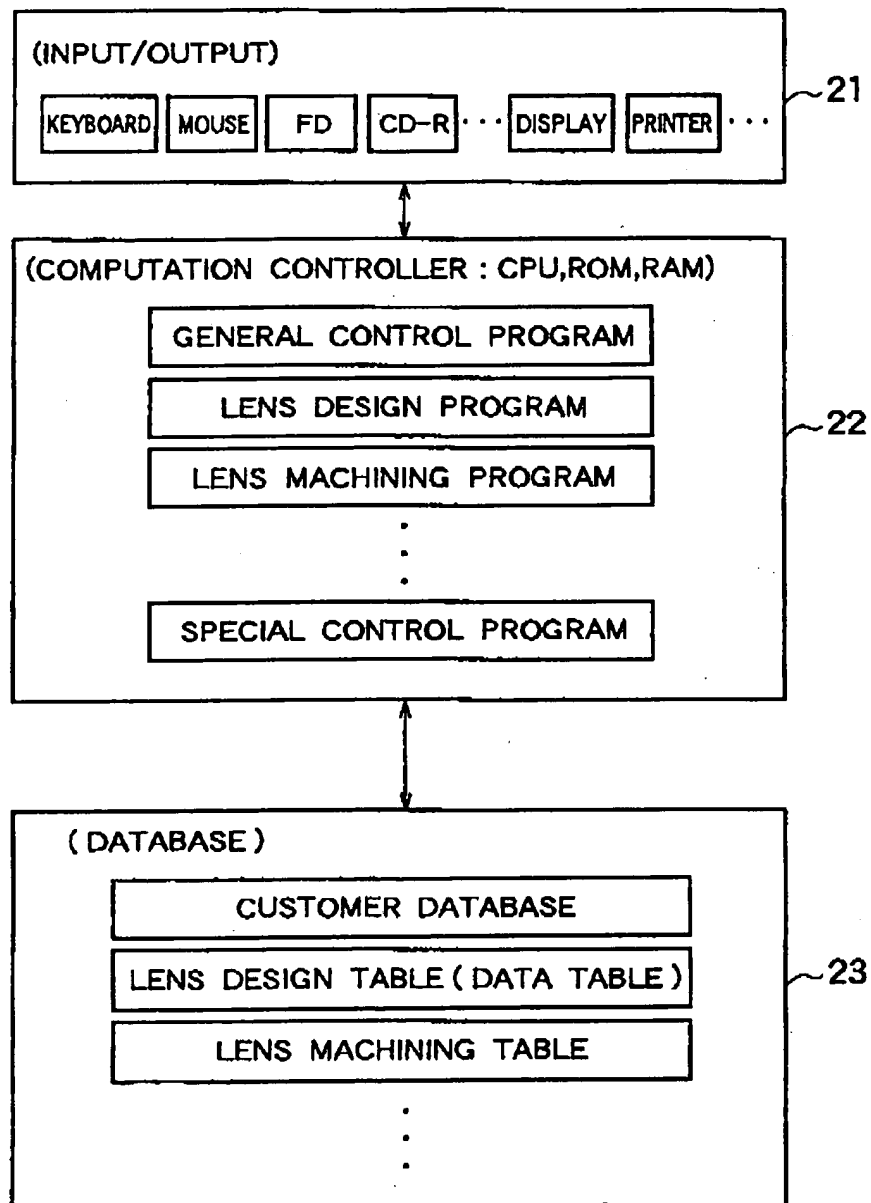 (INPUT/OUTPUT)
21
KEYBOARD MOUSE FD CD-R ··· DISPLAY PRINTER ···
(COMPUTATION CONTROLLER : CPU,ROM,RAM)
GENERAL CONTROL PROGRAM
LENS DESIGN PROGRAM
22
LENS MACHINING PROGRAM
SPECIAL CONTROL PROGRAM
(DATABASE)
CUSTOMER DATABASE
LENS DESIGN TABLE (DATA TABLE)
23
LENS MACHINING TABLE